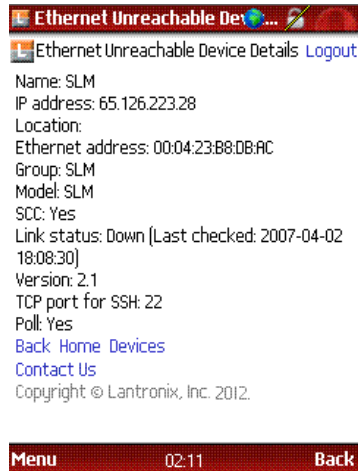 Ethernet Unreachable Dev...
Ethernet Unreachable Device Details Logout
Name: SLM
IP address: 65.126.223.28
Location:
Ethernet address: 00:04:23:B8:DB:AC
Group: SLM
Model: SLM
SCC: Yes
Link status: Down (Last checked: 2007-04-02
18:08:30)
Version: 2.1
TCP port for SSH: 22
Poll: Yes
Back Home Devices
Contact Us
Copyright © Lantronix, Inc. 2012.
Menu 02:11 Back